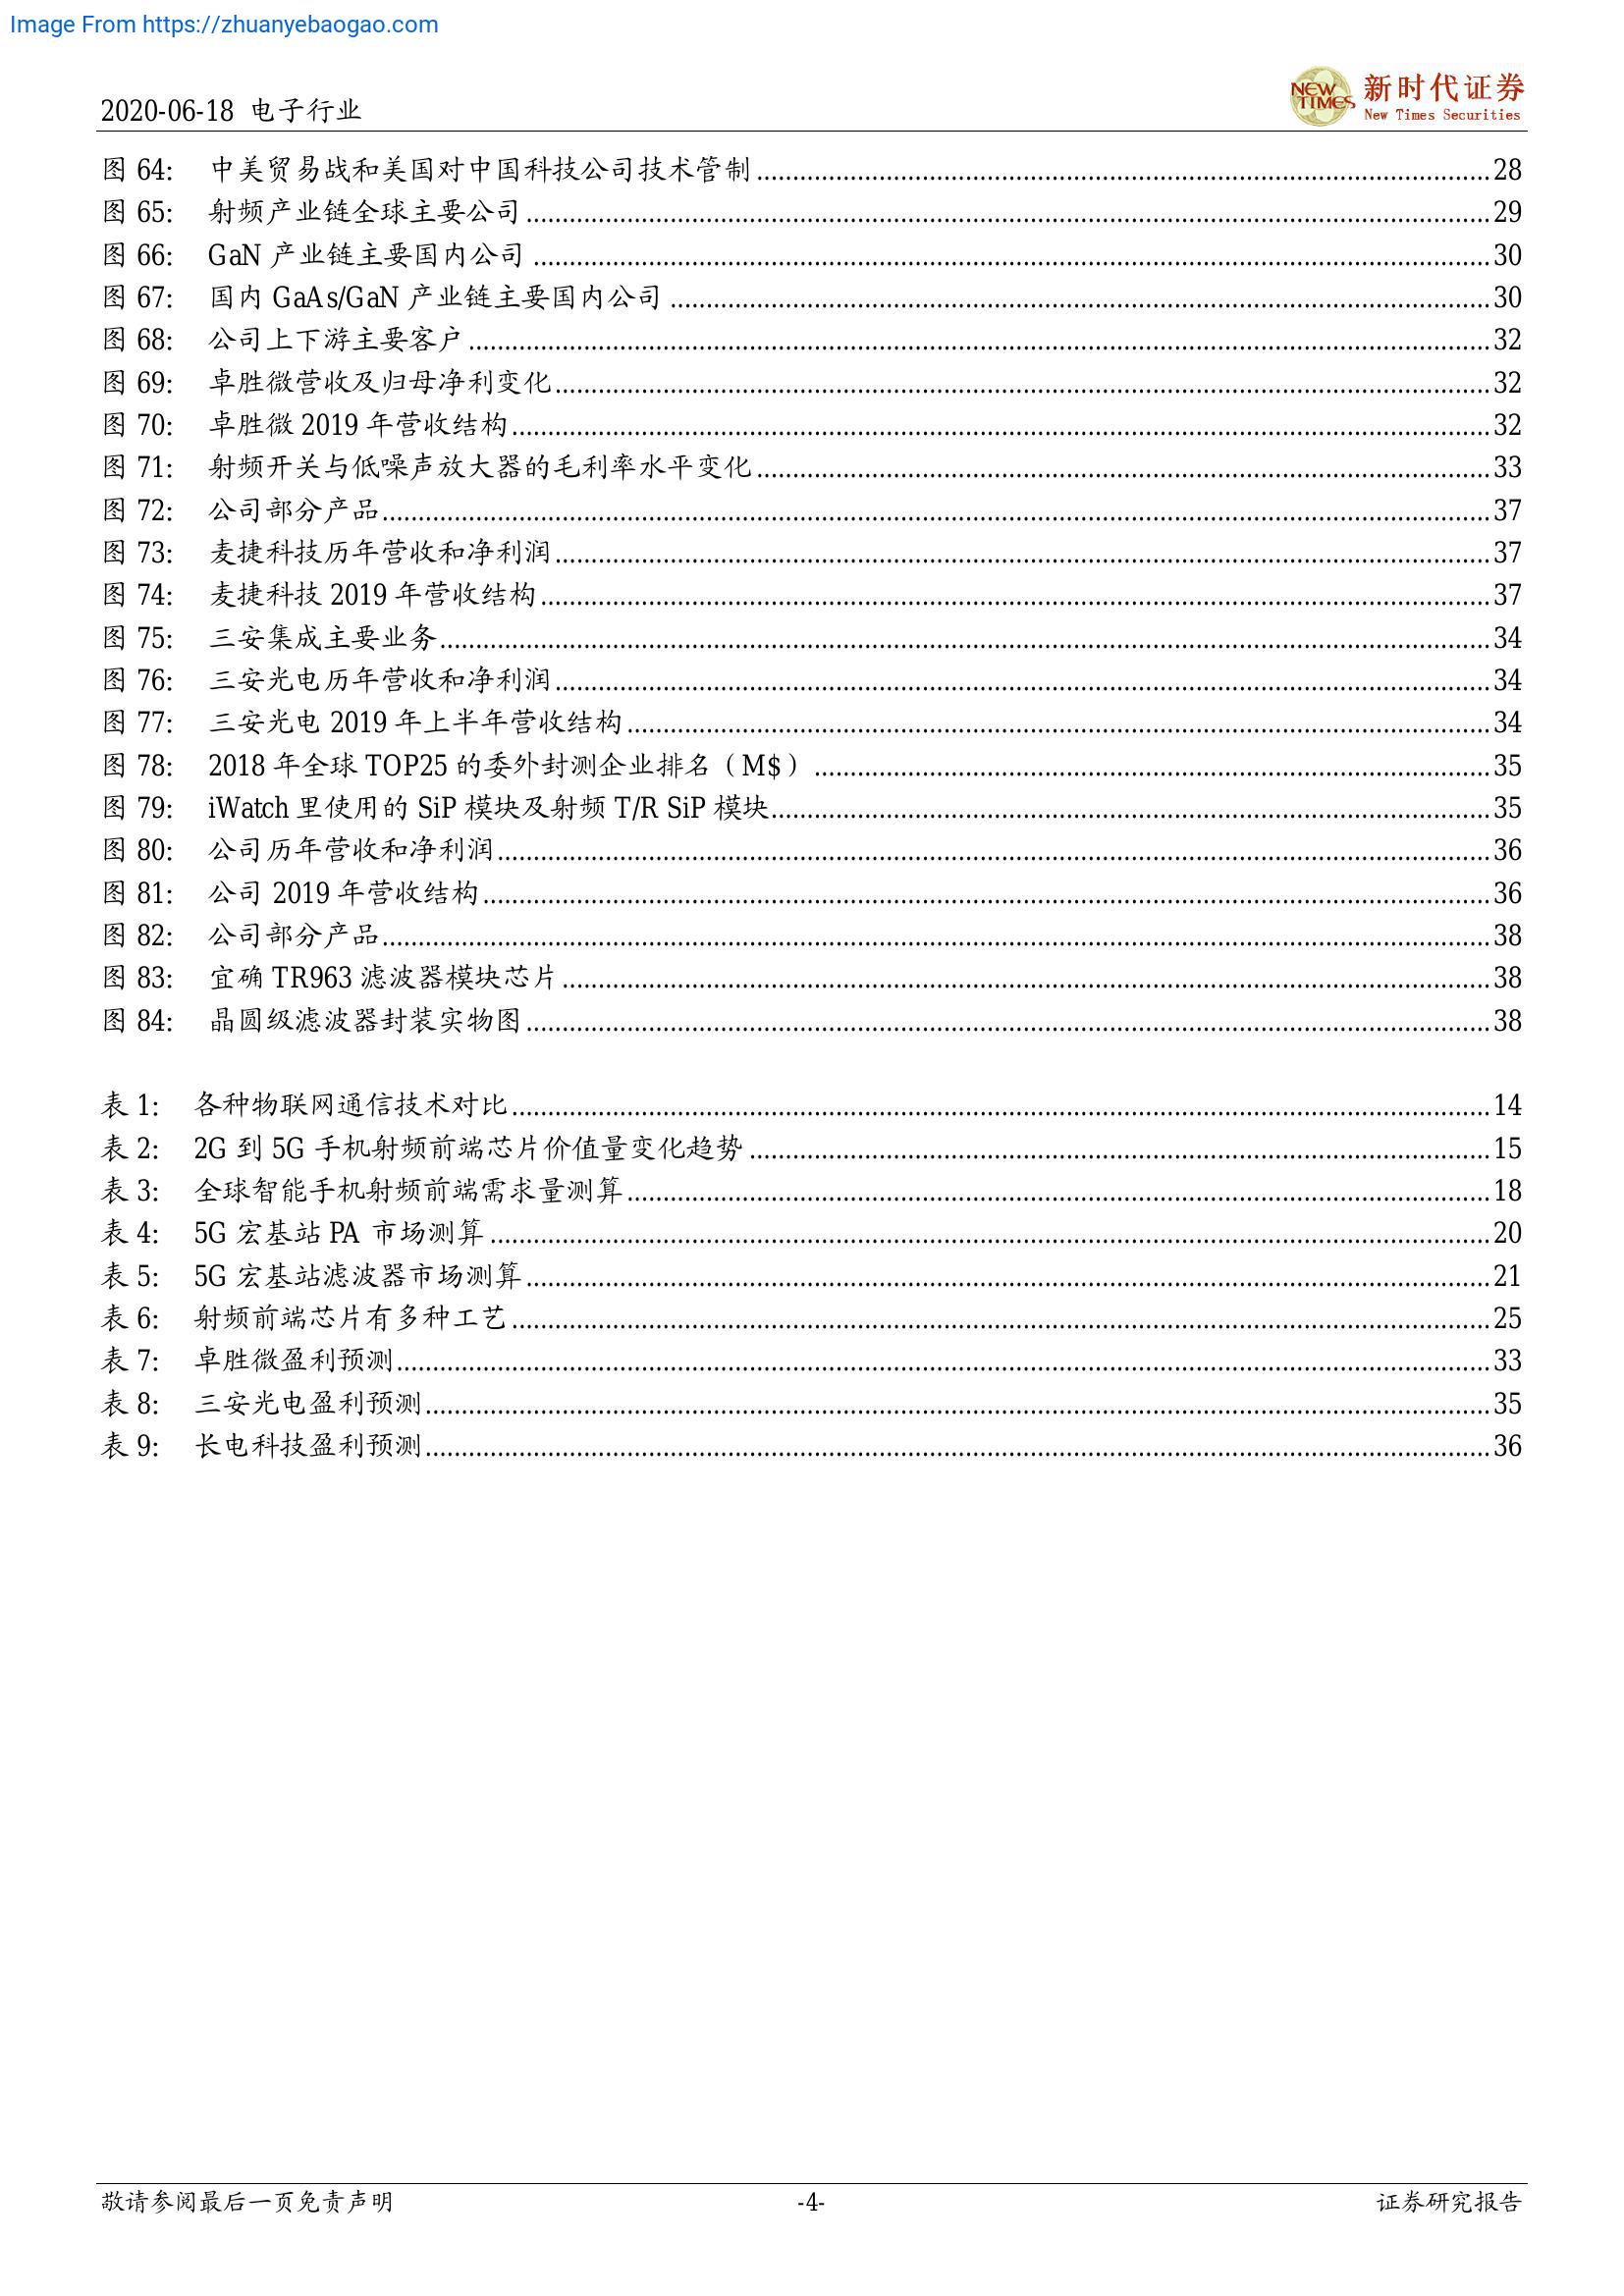 Image From https://zhuanyebaogao.com
2020-06-18 电子行业
NEW TIMES 新时代证券
New Times Securities
图 64: 中美贸易战和美国对中国科技公司技术管制 28
图 65: 射频产业链全球主要公司 29
图 66: GaN 产业链主要国内公司 30
图 67: 国内 GaAs/GaN 产业链主要国内公司 30
图 68: 公司上下游主要客户 32
图 69: 卓胜微营收及归母净利变化 32
图 70: 卓胜微 2019 年营收结构 32
图 71: 射频开关与低噪声放大器的毛利率水平变化 33
图 72: 公司部分产品 37
图 73: 麦捷科技历年营收和净利润 37
图 74: 麦捷科技 2019 年营收结构 37
图 75: 三安集成主要业务 34
图 76: 三安光电历年营收和净利润 34
图 77: 三安光电 2019 年上半年营收结构 34
图 78: 2018 年全球 TOP25 的委外封测企业排名（M$） 35
图 79: iWatch 里使用的 SiP 模块及射频 T/R SiP 模块 35
图 80: 公司历年营收和净利润 36
图 81: 公司 2019 年营收结构 36
图 82: 公司部分产品 38
图 83: 宜确 TR963 滤波器模块芯片 38
图 84: 晶圆级滤波器封装实物图 38
表 1: 各种物联网通信技术对比 14
表 2: 2G 到 5G 手机射频前端芯片价值量变化趋势 15
表 3: 全球智能手机射频前端需求量测算 18
表 4: 5G 宏基站 PA 市场测算 20
表 5: 5G 宏基站滤波器市场测算 21
表 6: 射频前端芯片有多种工艺 25
表 7: 卓胜微盈利预测 33
表 8: 三安光电盈利预测 35
表 9: 长电科技盈利预测 36
敬请参阅最后一页免责声明 -4- 证券研究报告